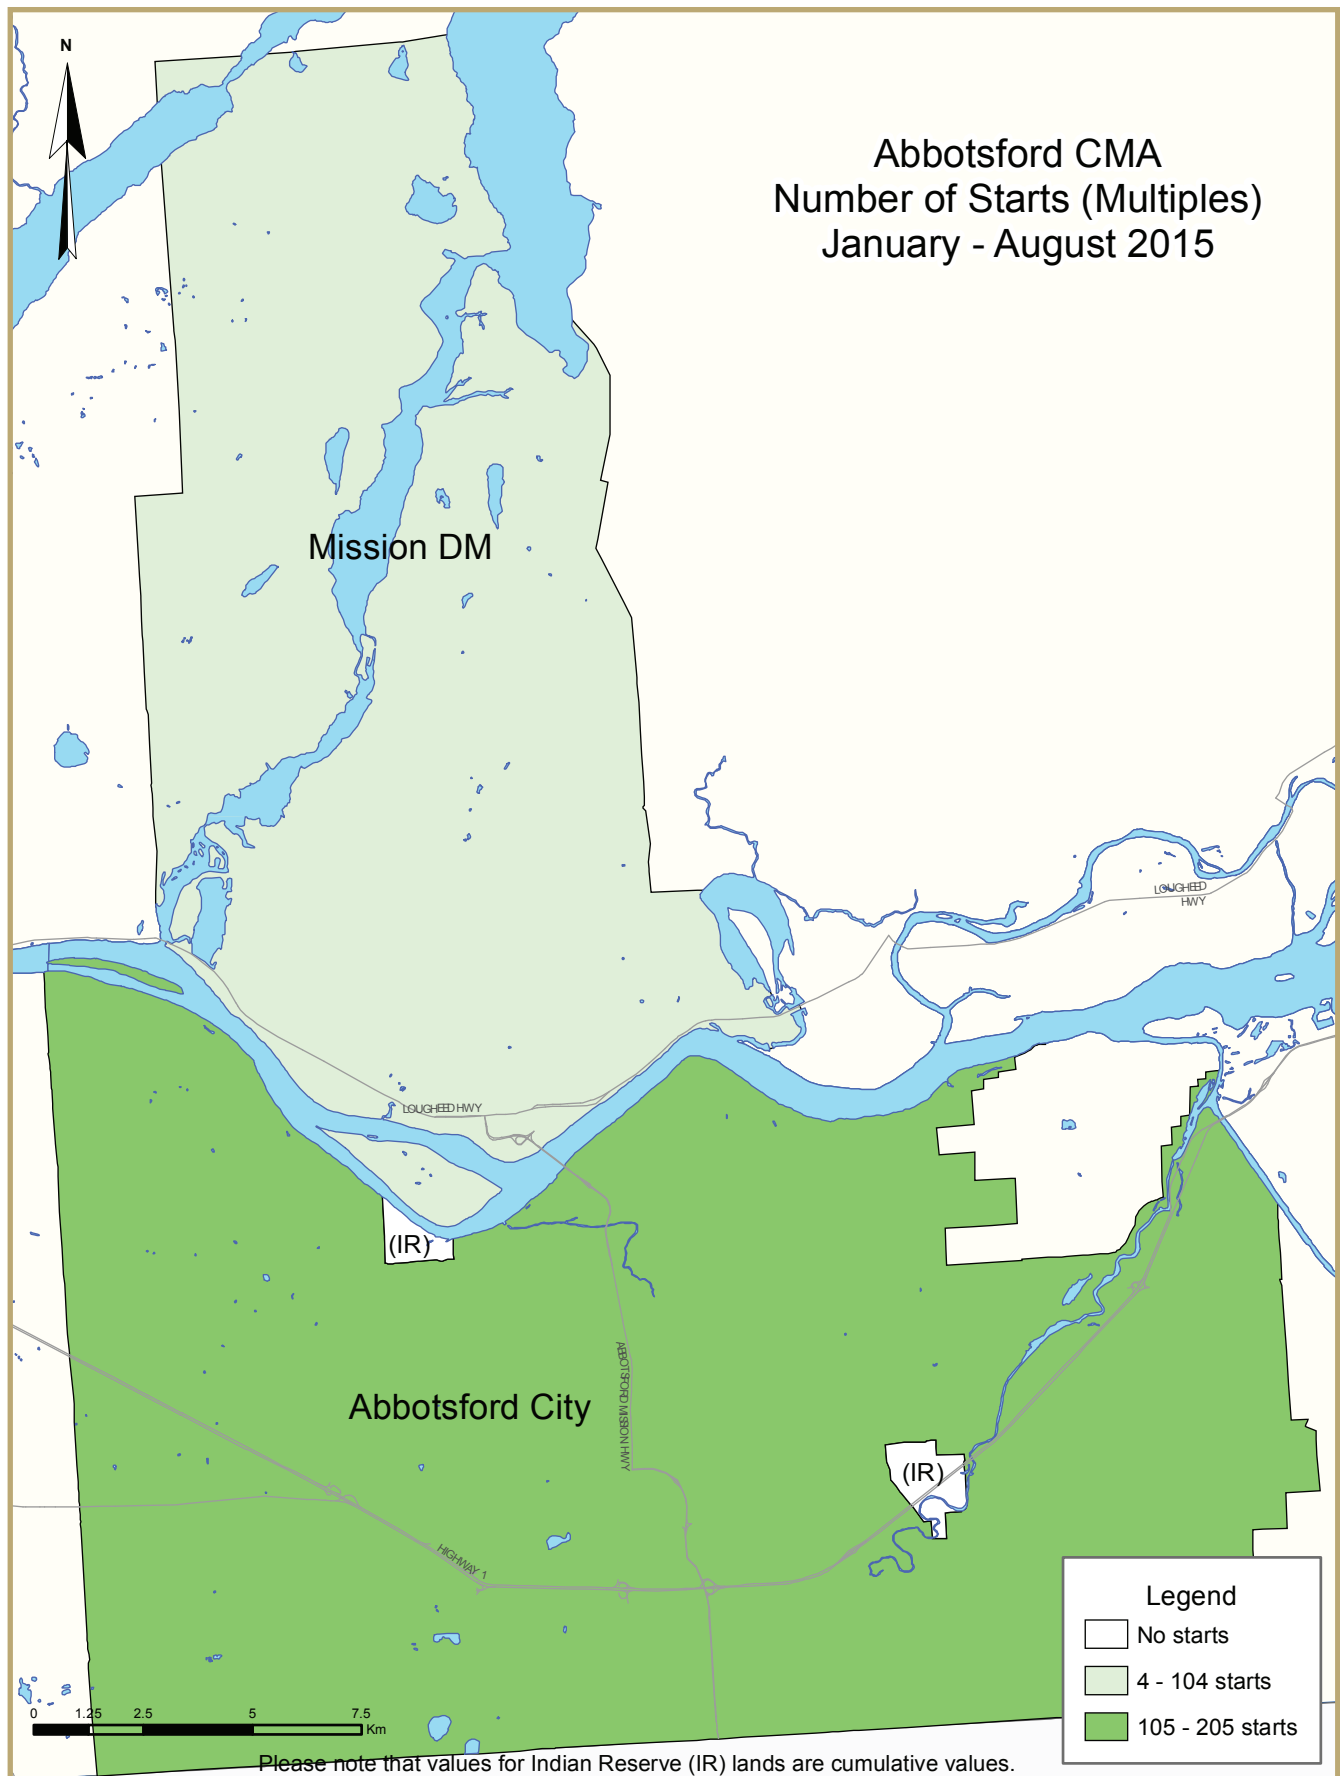 N
Abbotsford CMA
Number of Starts (Multiples)
January - August 2015
Mission DM
LOUGHEED
HWY
LOUGHEED HWY
(IR)
ABBOTSFORD MISSION HWY
Abbotsford City
(IR)
HIGHWAY 1
Legend
No starts
4 - 104 starts
105 - 205 starts
0 1.25 2.5 5 7.5
Km
Please note that values for Indian Reserve (IR) lands are cumulative values.